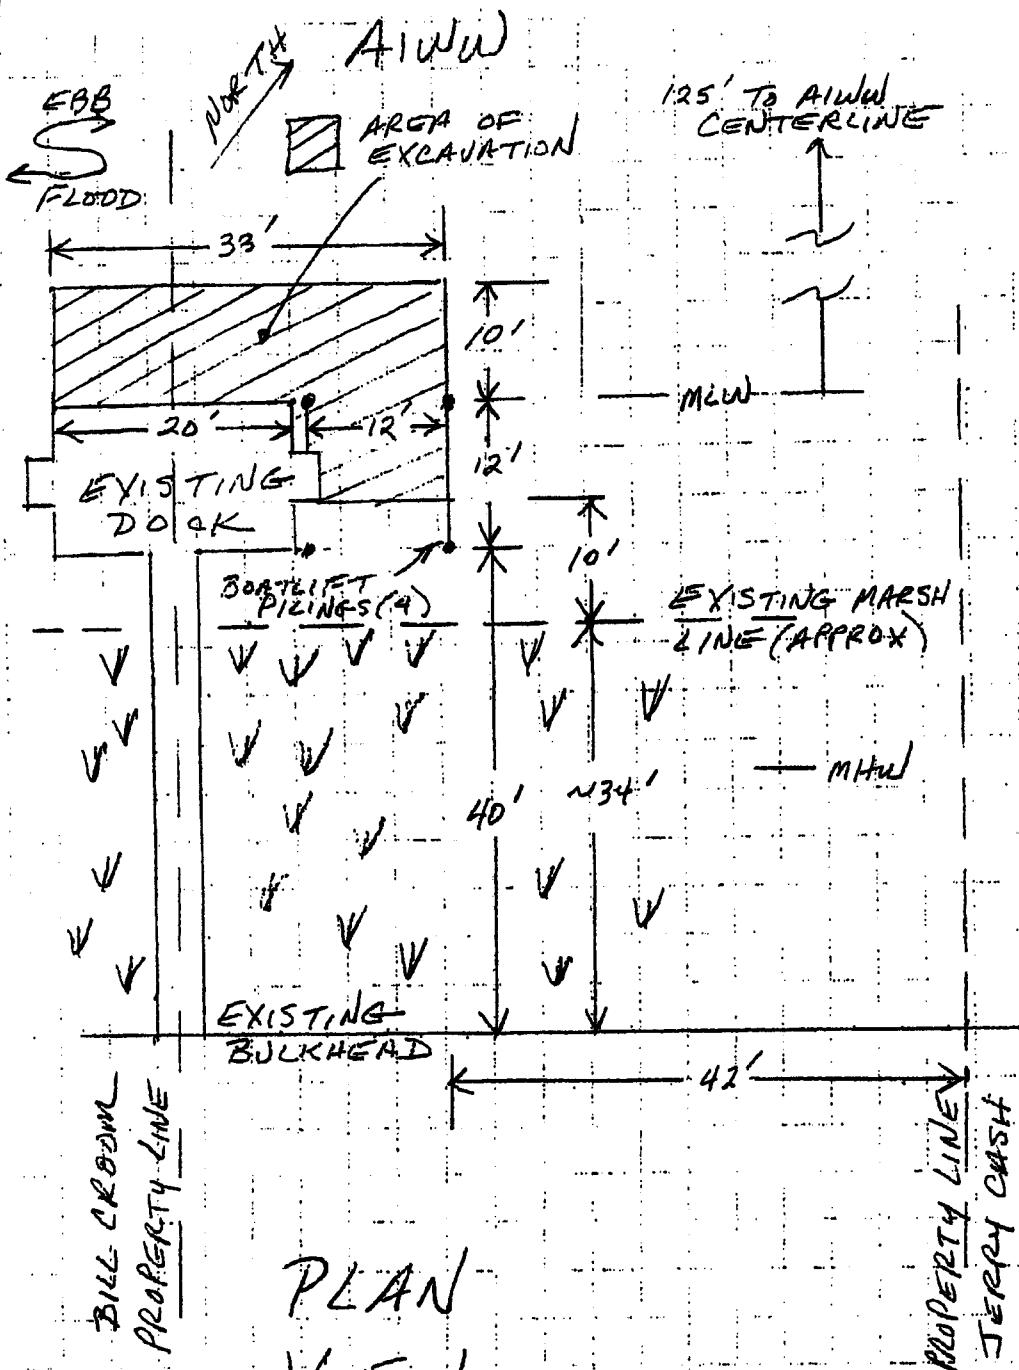 AIWW
NORTH
EBB
FLOOD
AREA OF
EXCAVATION
125' TO AIWW
CENTERLINE
33'
10'
MLW
20'
12'
12'
EXISTING
DOCK
10'
BOATLIFT
PILINGS (4)
EXISTING MARSH
LINE (APPROX)
MHW
40'
~34'
EXISTING
BULKHEAD
42'
BILL CROOM
PROPERTY LINE
PROPERTY LINE
JERRY CASH
PLAN